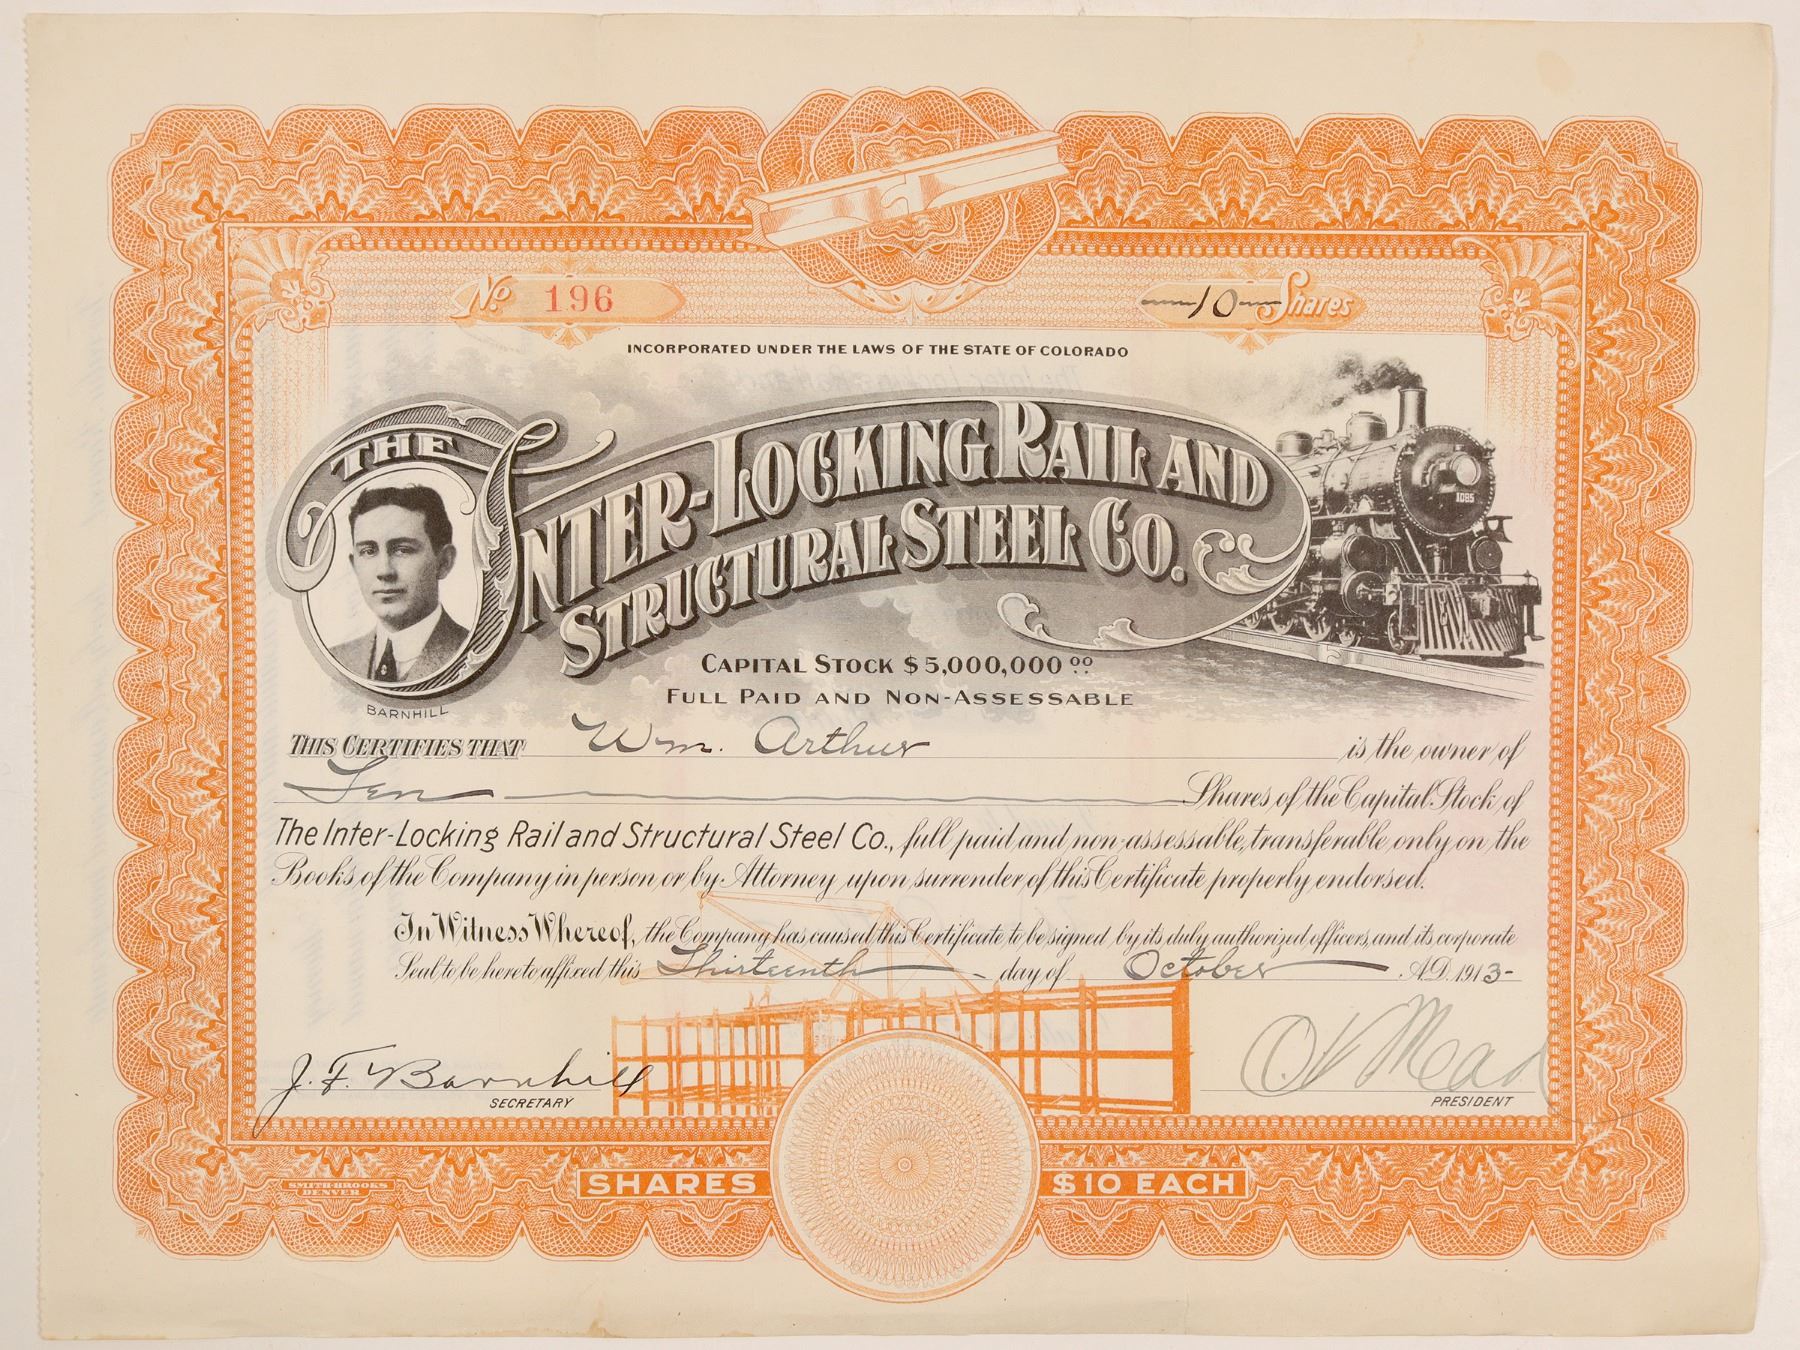 No. 196
10 Shares
INCORPORATED UNDER THE LAWS OF THE STATE OF COLORADO
THE INTER-LOCKING RAIL AND
STRUCTURAL STEEL CO.
1085
CAPITAL STOCK $5,000,000.00
FULL PAID AND NON-ASSESSABLE
BARNHILL
THIS CERTIFIES THAT Wm. Arthur is the owner of
Ten Shares of the Capital Stock of
The Inter-Locking Rail and Structural Steel Co., full paid and non-assessable, transferable only on the
Books of the Company in person or by Attorney upon surrender of this Certificate properly endorsed.
In Witness Whereof, the Company has caused this Certificate to be signed by its duly authorized officers, and its corporate
Seal to be hereto affixed this Thirteenth - day of October A.D. 1913-
J. F. Barnhill
SECRETARY
Mead
PRESIDENT
SMITH-BROOKS
DENVER
SHARES $10 EACH